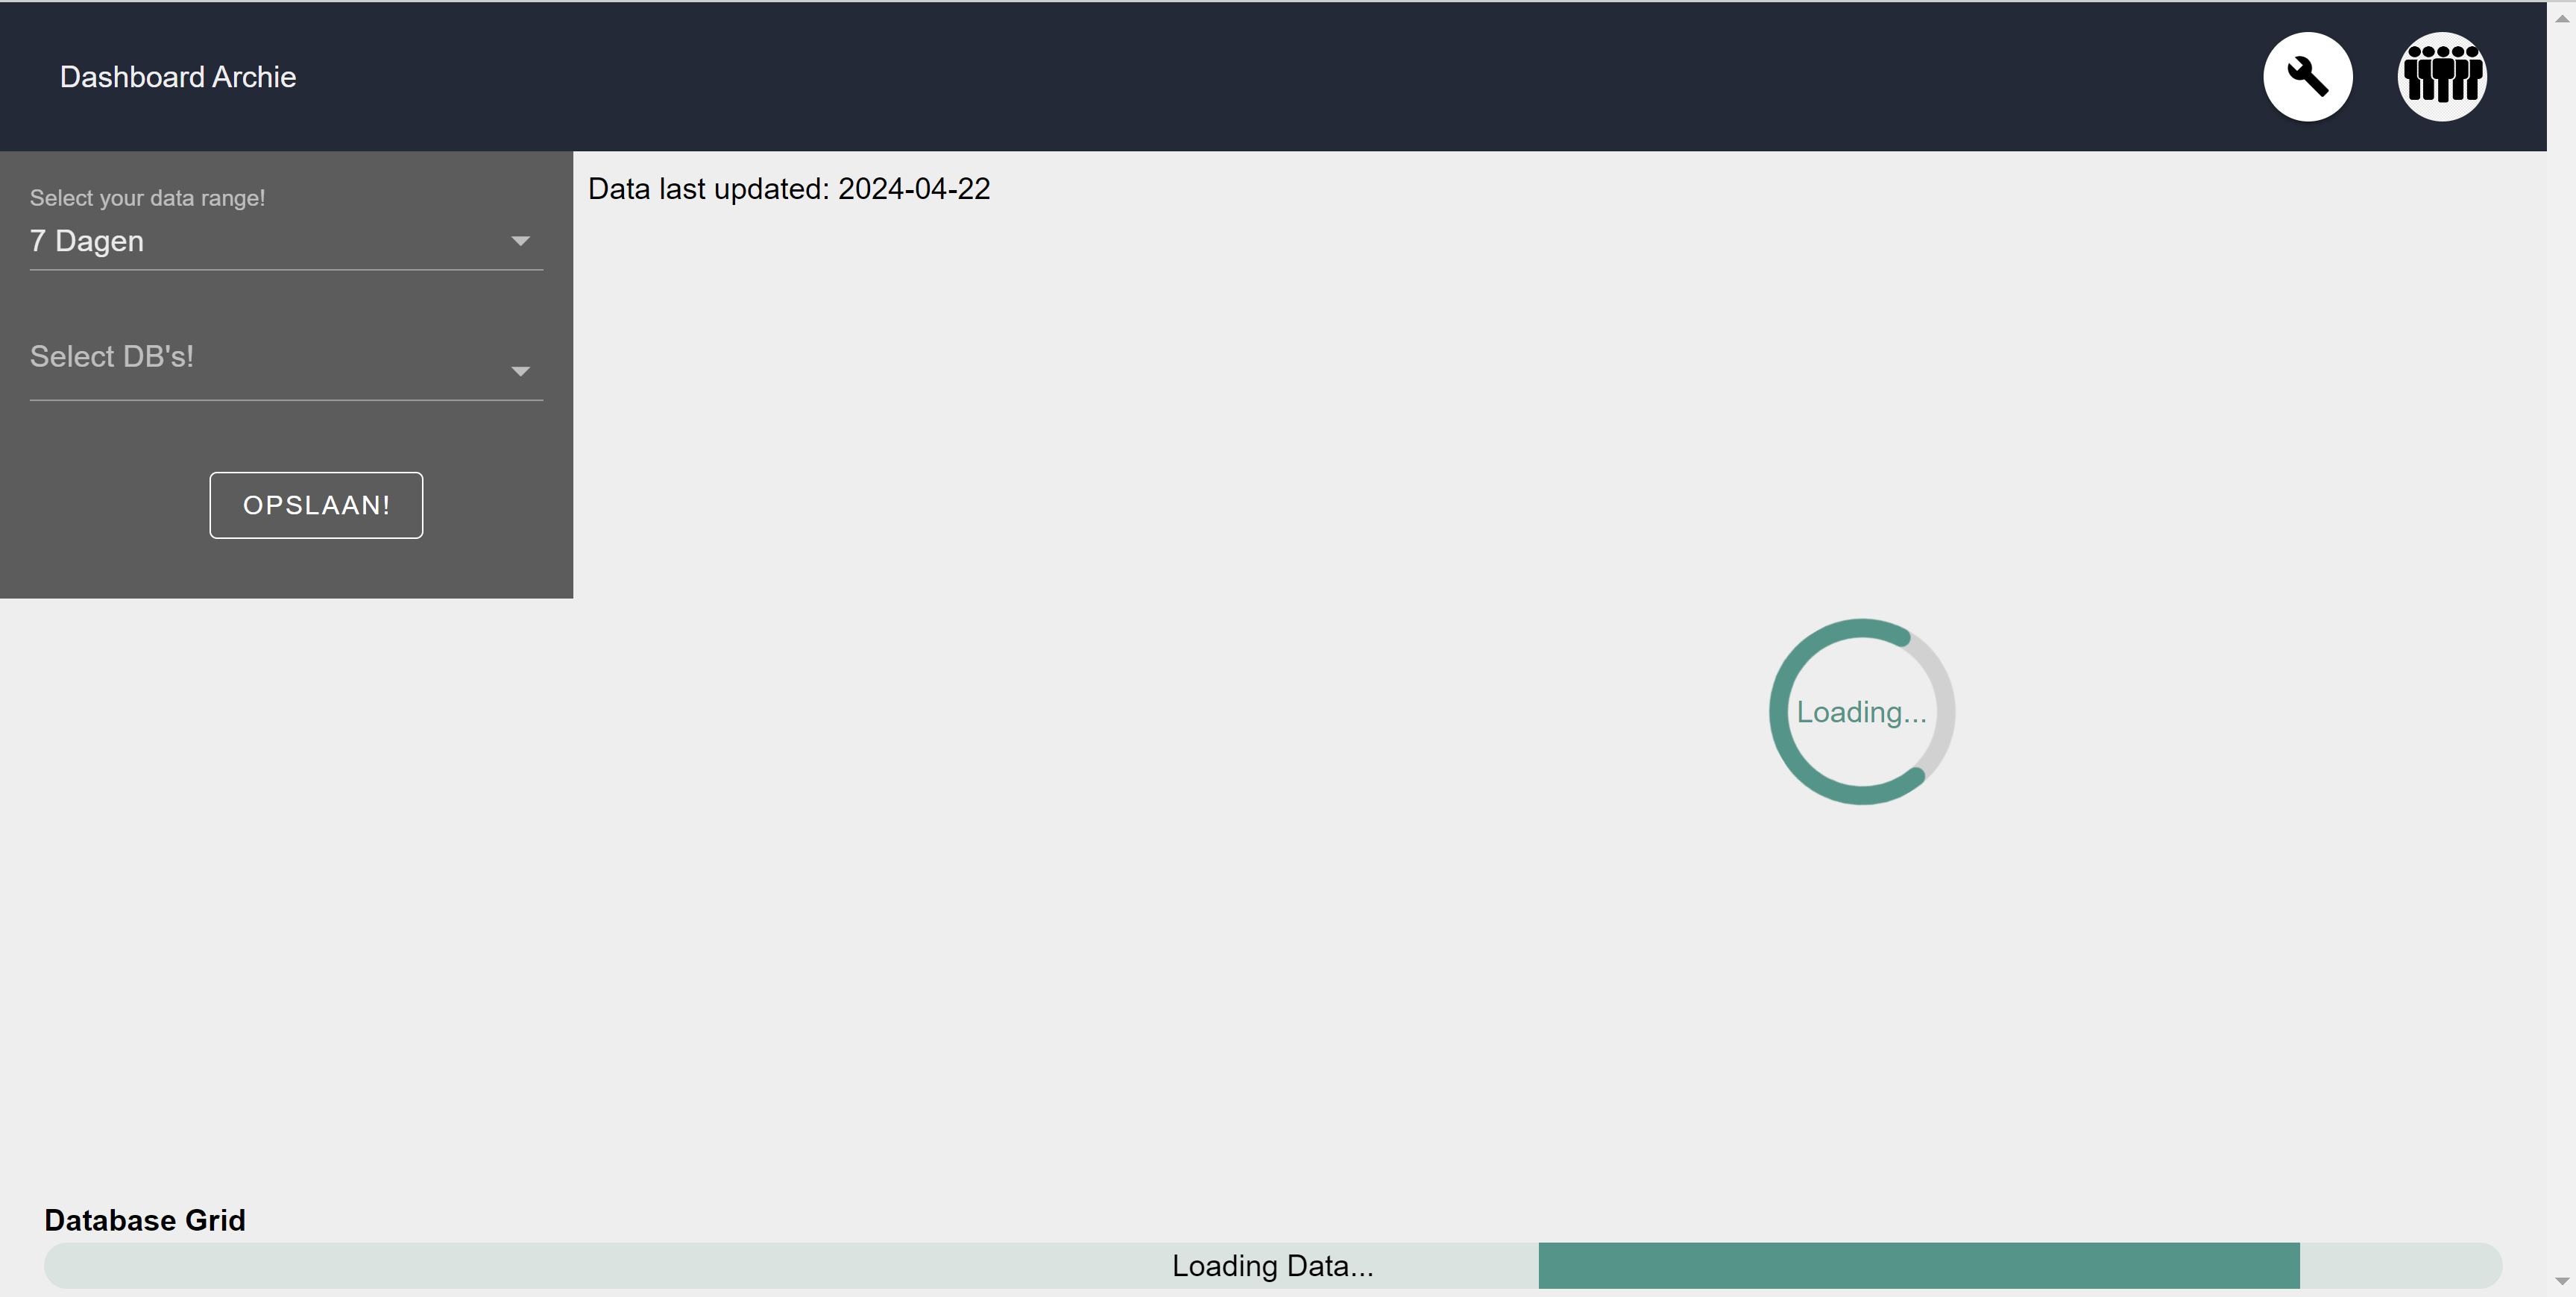 Dashboard Archie
Select your data range!
7 Dagen
Select DB's!
OPSLAAN!
Data last updated: 2024-04-22
Loading...
Database Grid
Loading Data...